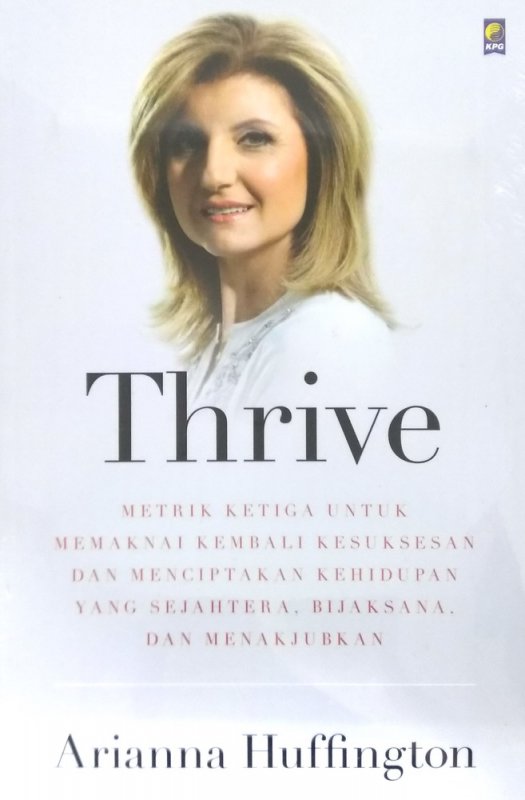 KPG
Thrive
METRIK KETIGA UNTUK
MEMAKNAI KEMBALI KESUKSESAN
DAN MENCIPTAKAN KEHIDUPAN
YANG SEJAHTERA, BIJAKSANA,
DAN MENAKJUBKAN
Arianna Huffington